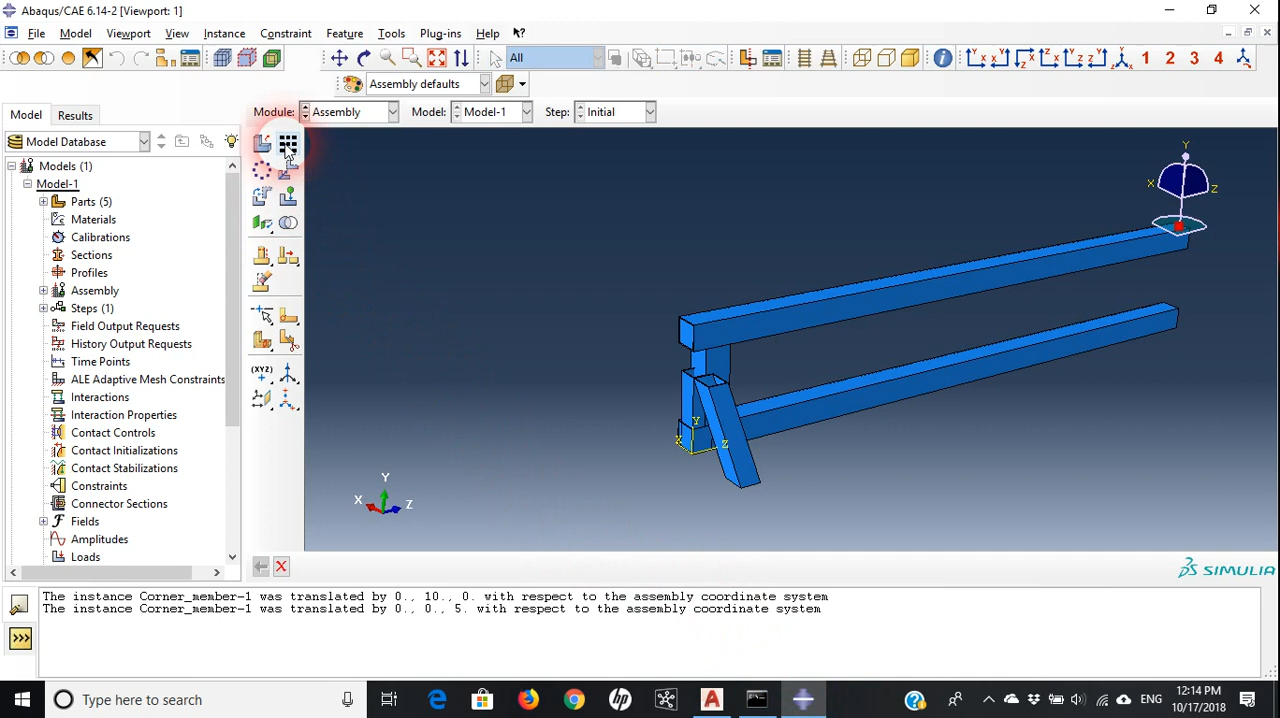 Abaqus/CAE 6.14-2 [Viewport: 1]
File Model Viewport View Instance Constraint Feature Tools Plug-ins Help
All
1 2 3 4
Assembly defaults
Model Results
Module: Assembly Model: Model-1 Step: Initial
Model Database
Models (1)
Model-1
Parts (5)
Materials
Calibrations
Sections
Profiles
Assembly
Steps (1)
Field Output Requests
History Output Requests
Time Points
ALE Adaptive Mesh Constraints
Interactions
Interaction Properties
Contact Controls
Contact Initializations
Contact Stabilizations
Constraints
Connector Sections
Fields
Amplitudes
Loads
(XYZ)
Y
X
Z
Y
X
Z
Y
X
Z
SIMULIA
The instance Corner_member-1 was translated by 0., 10., 0. with respect to the assembly coordinate system
The instance Corner_member-1 was translated by 0., 0., 5. with respect to the assembly coordinate system
>>>
Type here to search
ENG
12:14 PM
10/17/2018